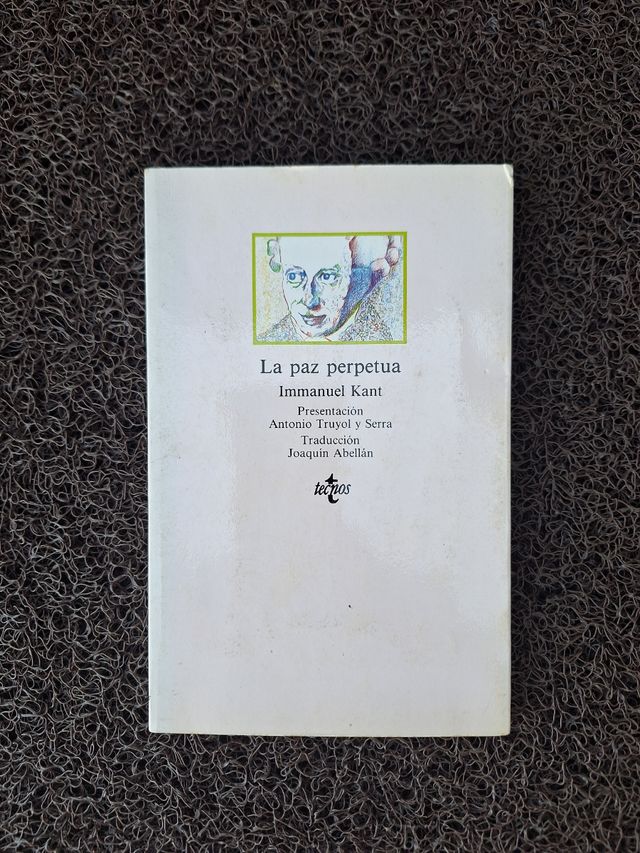 La paz perpetua
Immanuel Kant
Presentación
Antonio Truyol y Serra
Traducción
Joaquín Abellán
tecnos